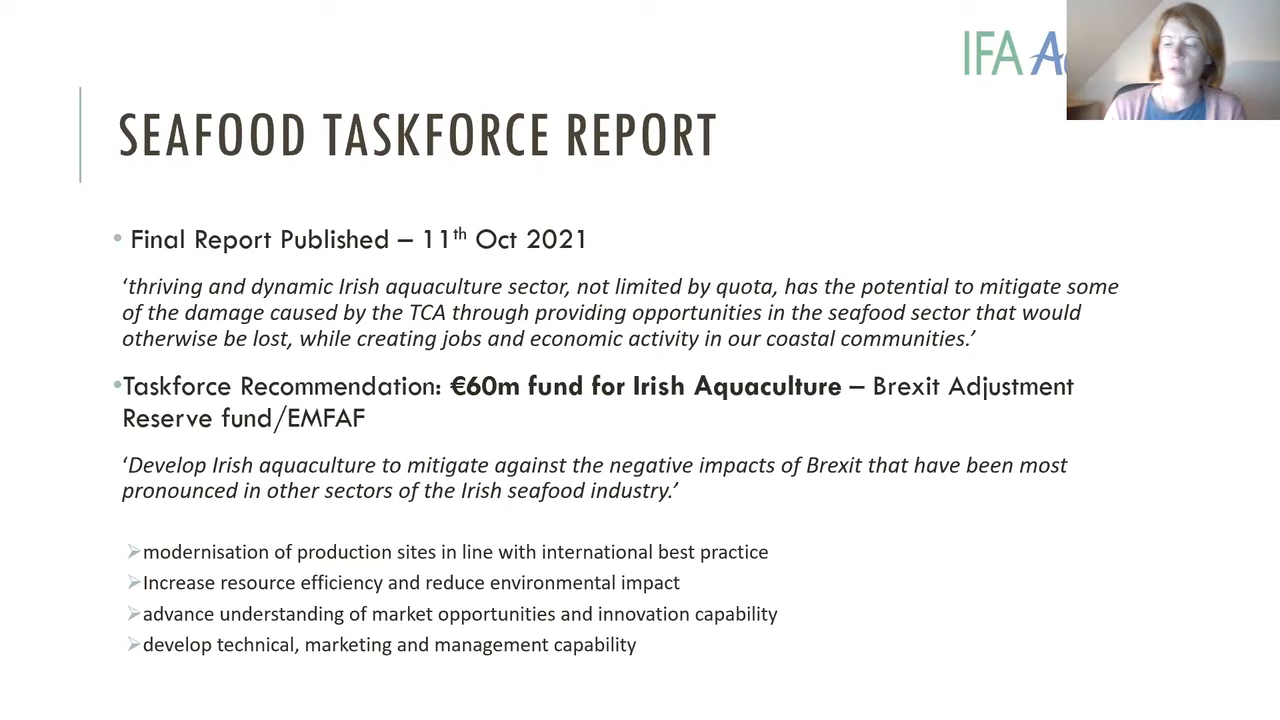 IFA
SEAFOOD TASKFORCE REPORT
• Final Report Published – 11th Oct 2021
‘thriving and dynamic Irish aquaculture sector, not limited by quota, has the potential to mitigate some
of the damage caused by the TCA through providing opportunities in the seafood sector that would
otherwise be lost, while creating jobs and economic activity in our coastal communities.’
•Taskforce Recommendation: €60m fund for Irish Aquaculture – Brexit Adjustment
Reserve fund/EMFAF
‘Develop Irish aquaculture to mitigate against the negative impacts of Brexit that have been most
pronounced in other sectors of the Irish seafood industry.’
➢modernisation of production sites in line with international best practice
➢Increase resource efficiency and reduce environmental impact
➢advance understanding of market opportunities and innovation capability
➢develop technical, marketing and management capability